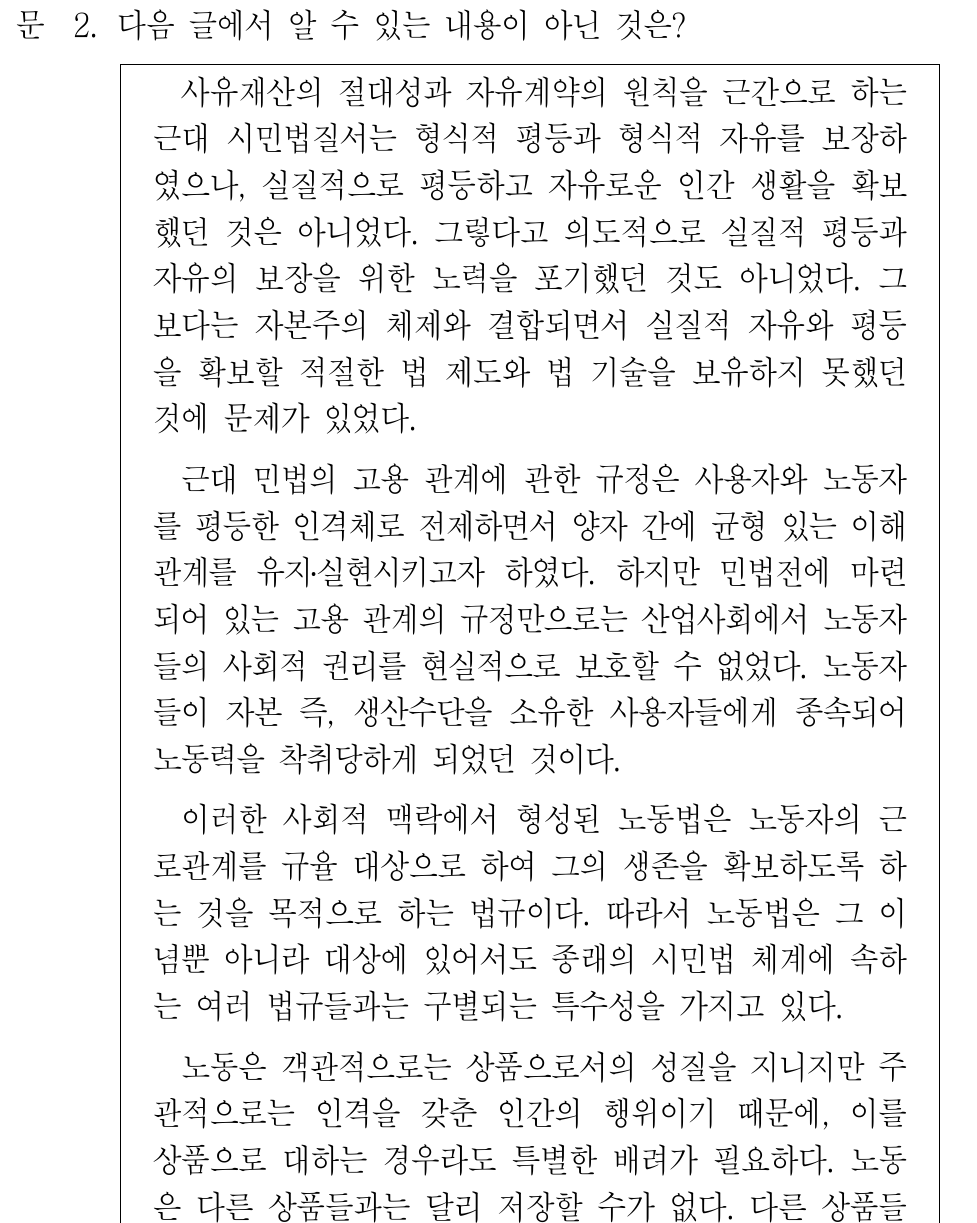 문 2. 다음 글에서 알 수 있는 내용이 아닌 것은?
사유재산의 절대성과 자유계약의 원칙을 근간으로 하는
근대 시민법질서는 형식적 평등과 형식적 자유를 보장하
였으나, 실질적으로 평등하고 자유로운 인간 생활을 확보
했던 것은 아니었다. 그렇다고 의도적으로 실질적 평등과
자유의 보장을 위한 노력을 포기했던 것도 아니었다. 그
보다는 자본주의 체제와 결합되면서 실질적 자유와 평등
을 확보할 적절한 법 제도와 법 기술을 보유하지 못했던
것에 문제가 있었다.
근대 민법의 고용 관계에 관한 규정은 사용자와 노동자
를 평등한 인격체로 전제하면서 양자 간에 균형 있는 이해
관계를 유지·실현시키고자 하였다. 하지만 민법전에 마련
되어 있는 고용 관계의 규정만으로는 산업사회에서 노동자
들의 사회적 권리를 현실적으로 보호할 수 없었다. 노동자
들이 자본 즉, 생산수단을 소유한 사용자들에게 종속되어
노동력을 착취당하게 되었던 것이다.
이러한 사회적 맥락에서 형성된 노동법은 노동자의 근
로관계를 규율 대상으로 하여 그의 생존을 확보하도록 하
는 것을 목적으로 하는 법규이다. 따라서 노동법은 그 이
념뿐 아니라 대상에 있어서도 종래의 시민법 체계에 속하
는 여러 법규들과는 구별되는 특수성을 가지고 있다.
노동은 객관적으로는 상품으로서의 성질을 지니지만 주
관적으로는 인격을 갖춘 인간의 행위이기 때문에, 이를
상품으로 대하는 경우라도 특별한 배려가 필요하다. 노동
은 다른 상품들과는 달리 저장할 수가 없다. 다른 상품들